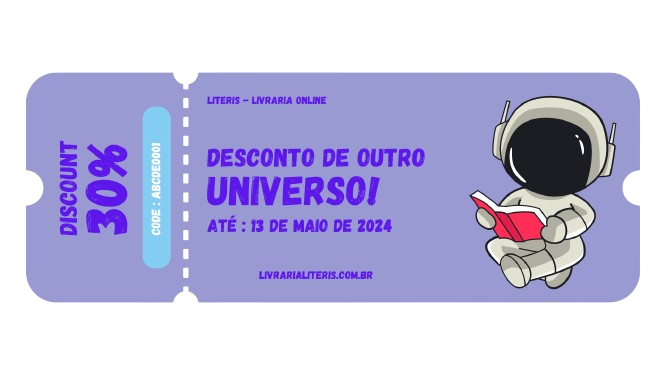 DISCOUNT
30%
CODE : ABCDE0001
LITERIS - LIVRARIA ONLINE
DESCONTO DE OUTRO
UNIVERSO!
ATÉ : 13 DE MAIO DE 2024
LIVRARIALITERIS.COM.BR